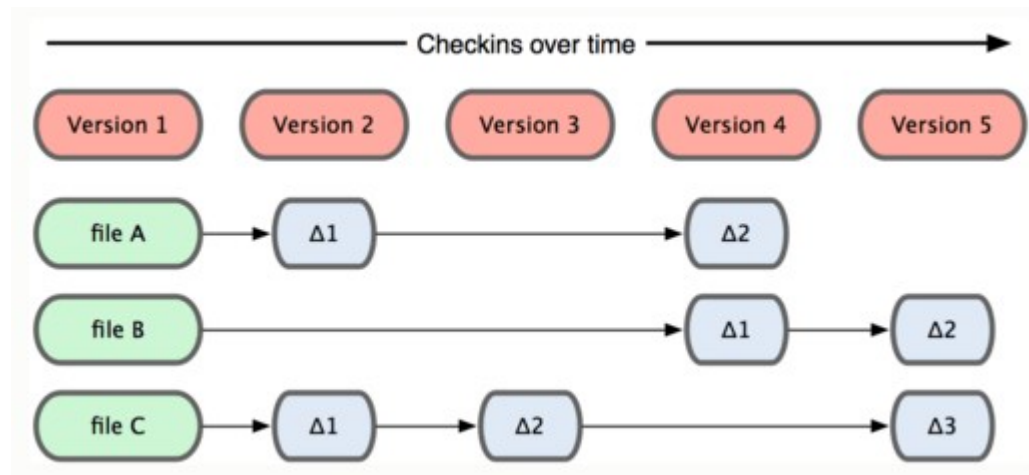 Checkins over time
Version 1 Version 2 Version 3 Version 4 Version 5
file A Δ1 Δ2
file B Δ1 Δ2
file C Δ1 Δ2 Δ3